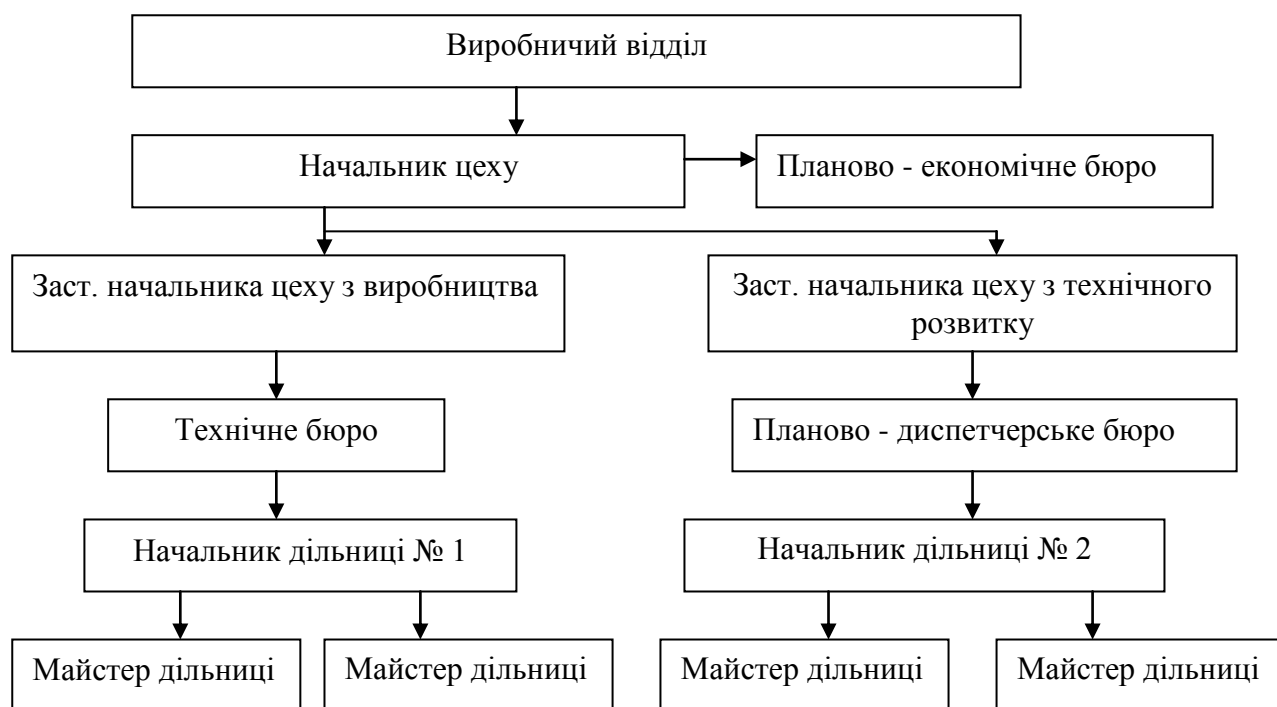 Виробничий відділ
Начальник цеху
Планово - економічне бюро
Заст. начальника цеху з виробництва
Заст. начальника цеху з технічного
розвитку
Технічне бюро
Планово - диспетчерське бюро
Начальник дільниці № 1
Начальник дільниці № 2
Майстер дільниці
Майстер дільниці
Майстер дільниці
Майстер дільниці